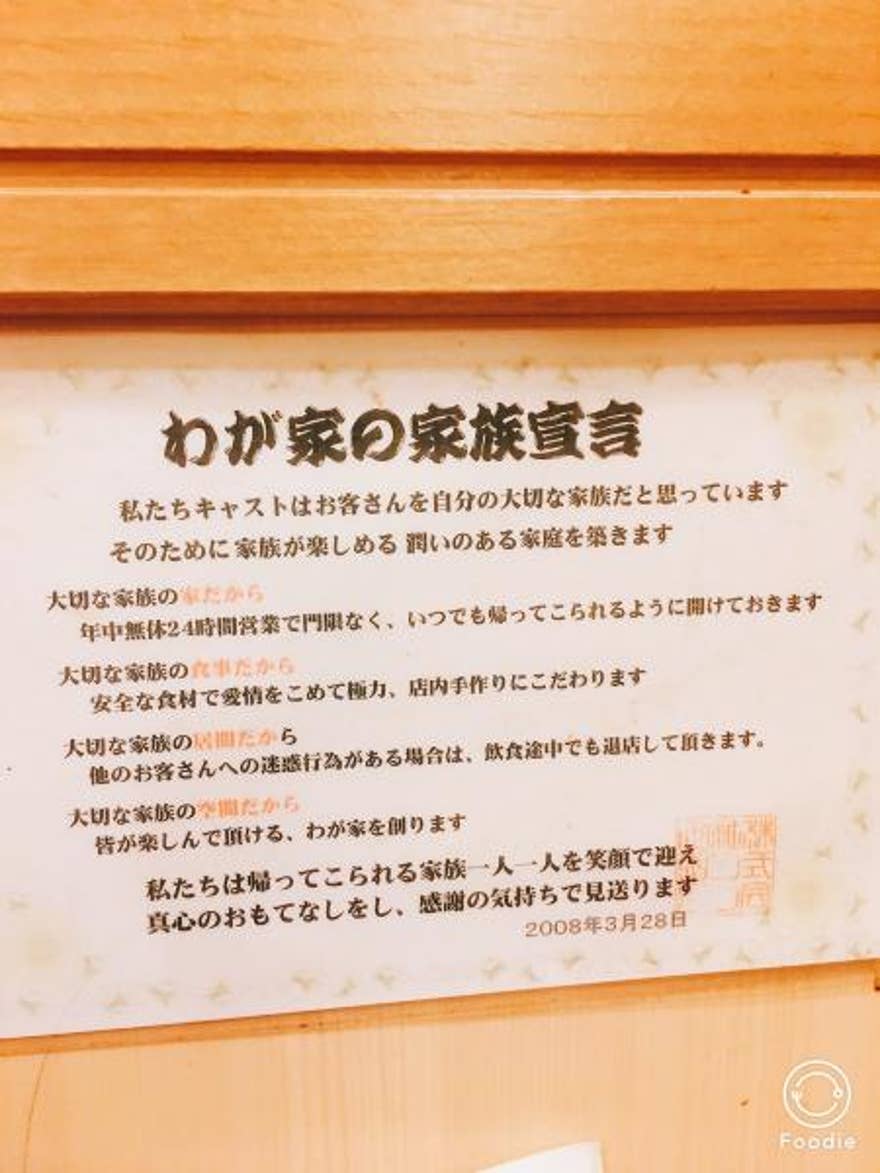 わが家の家族宣言
私たちキャストはお客さんを自分の大切な家族だと思っています
そのために家族が楽しめる 潤いのある家庭を築きます
大切な家族の家だから
年中無休24時間営業で門限なく、いつでも帰ってこられるように開けておきます
大切な家族の食事だから
安全な食材で愛情をこめて極力、店内手作りにこだわります
大切な家族の居間だから
他のお客さんへの迷惑行為がある場合は、飲食途中でも退店して頂きます。
大切な家族の空間だから
皆が楽しんで頂ける、わが家を創ります
私たちは帰ってこられる家族一人一人を笑顔で迎え
真心のおもてなしをし、感謝の気持ちで見送ります
2008年3月28日
Foodie